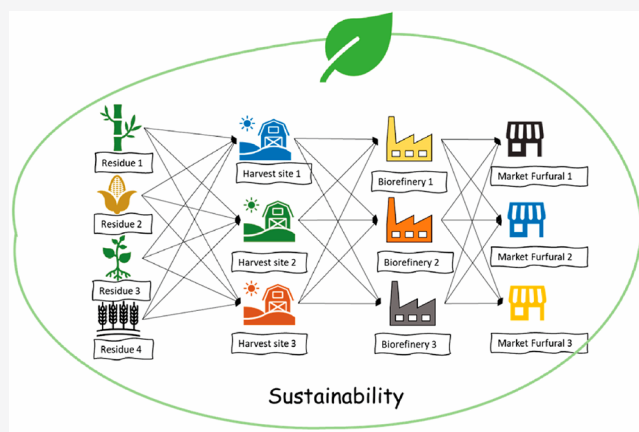 Residue 1
Harvest site 1
Biorefinery 1
Market Furfural 1
Residue 2
Harvest site 2
Biorefinery 2
Market Furfural 2
Residue 3
Residue 4
Harvest site 3
Biorefinery 3
Market Furfural 3
Sustainability